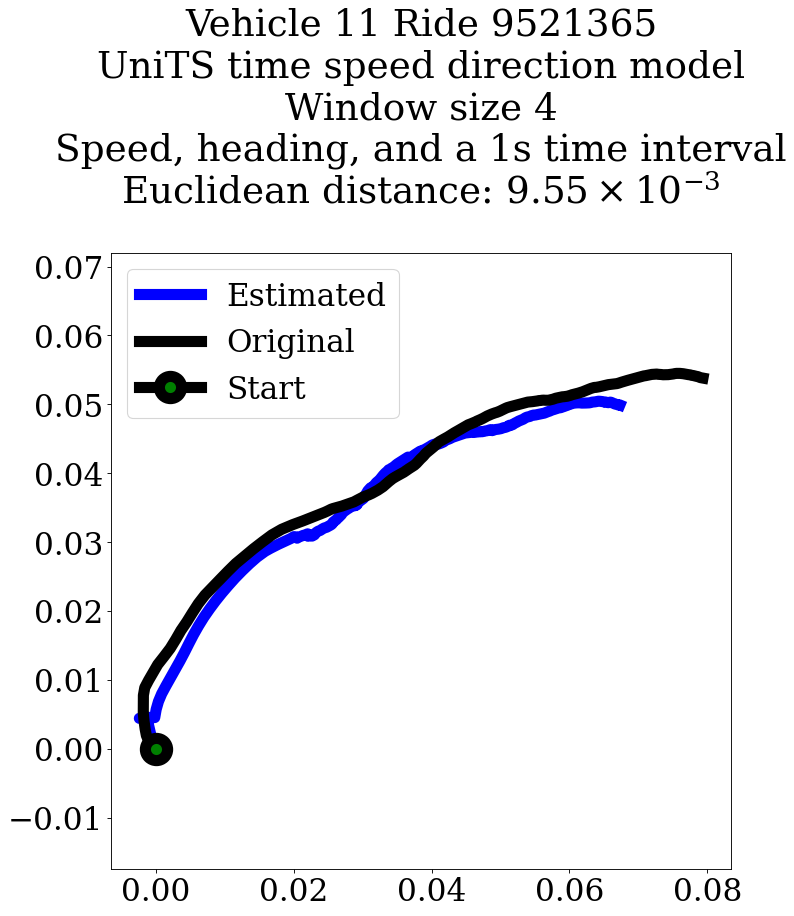 Vehicle 11 Ride 9521365
UniTS time speed direction model
Window size 4
Speed, heading, and a 1s time interval
Euclidean distance: 9.55 × 10⁻³
0.07
0.06
0.05
0.04
0.03
0.02
0.01
0.00
−0.01
Estimated
Original
Start
0.00 0.02 0.04 0.06 0.08